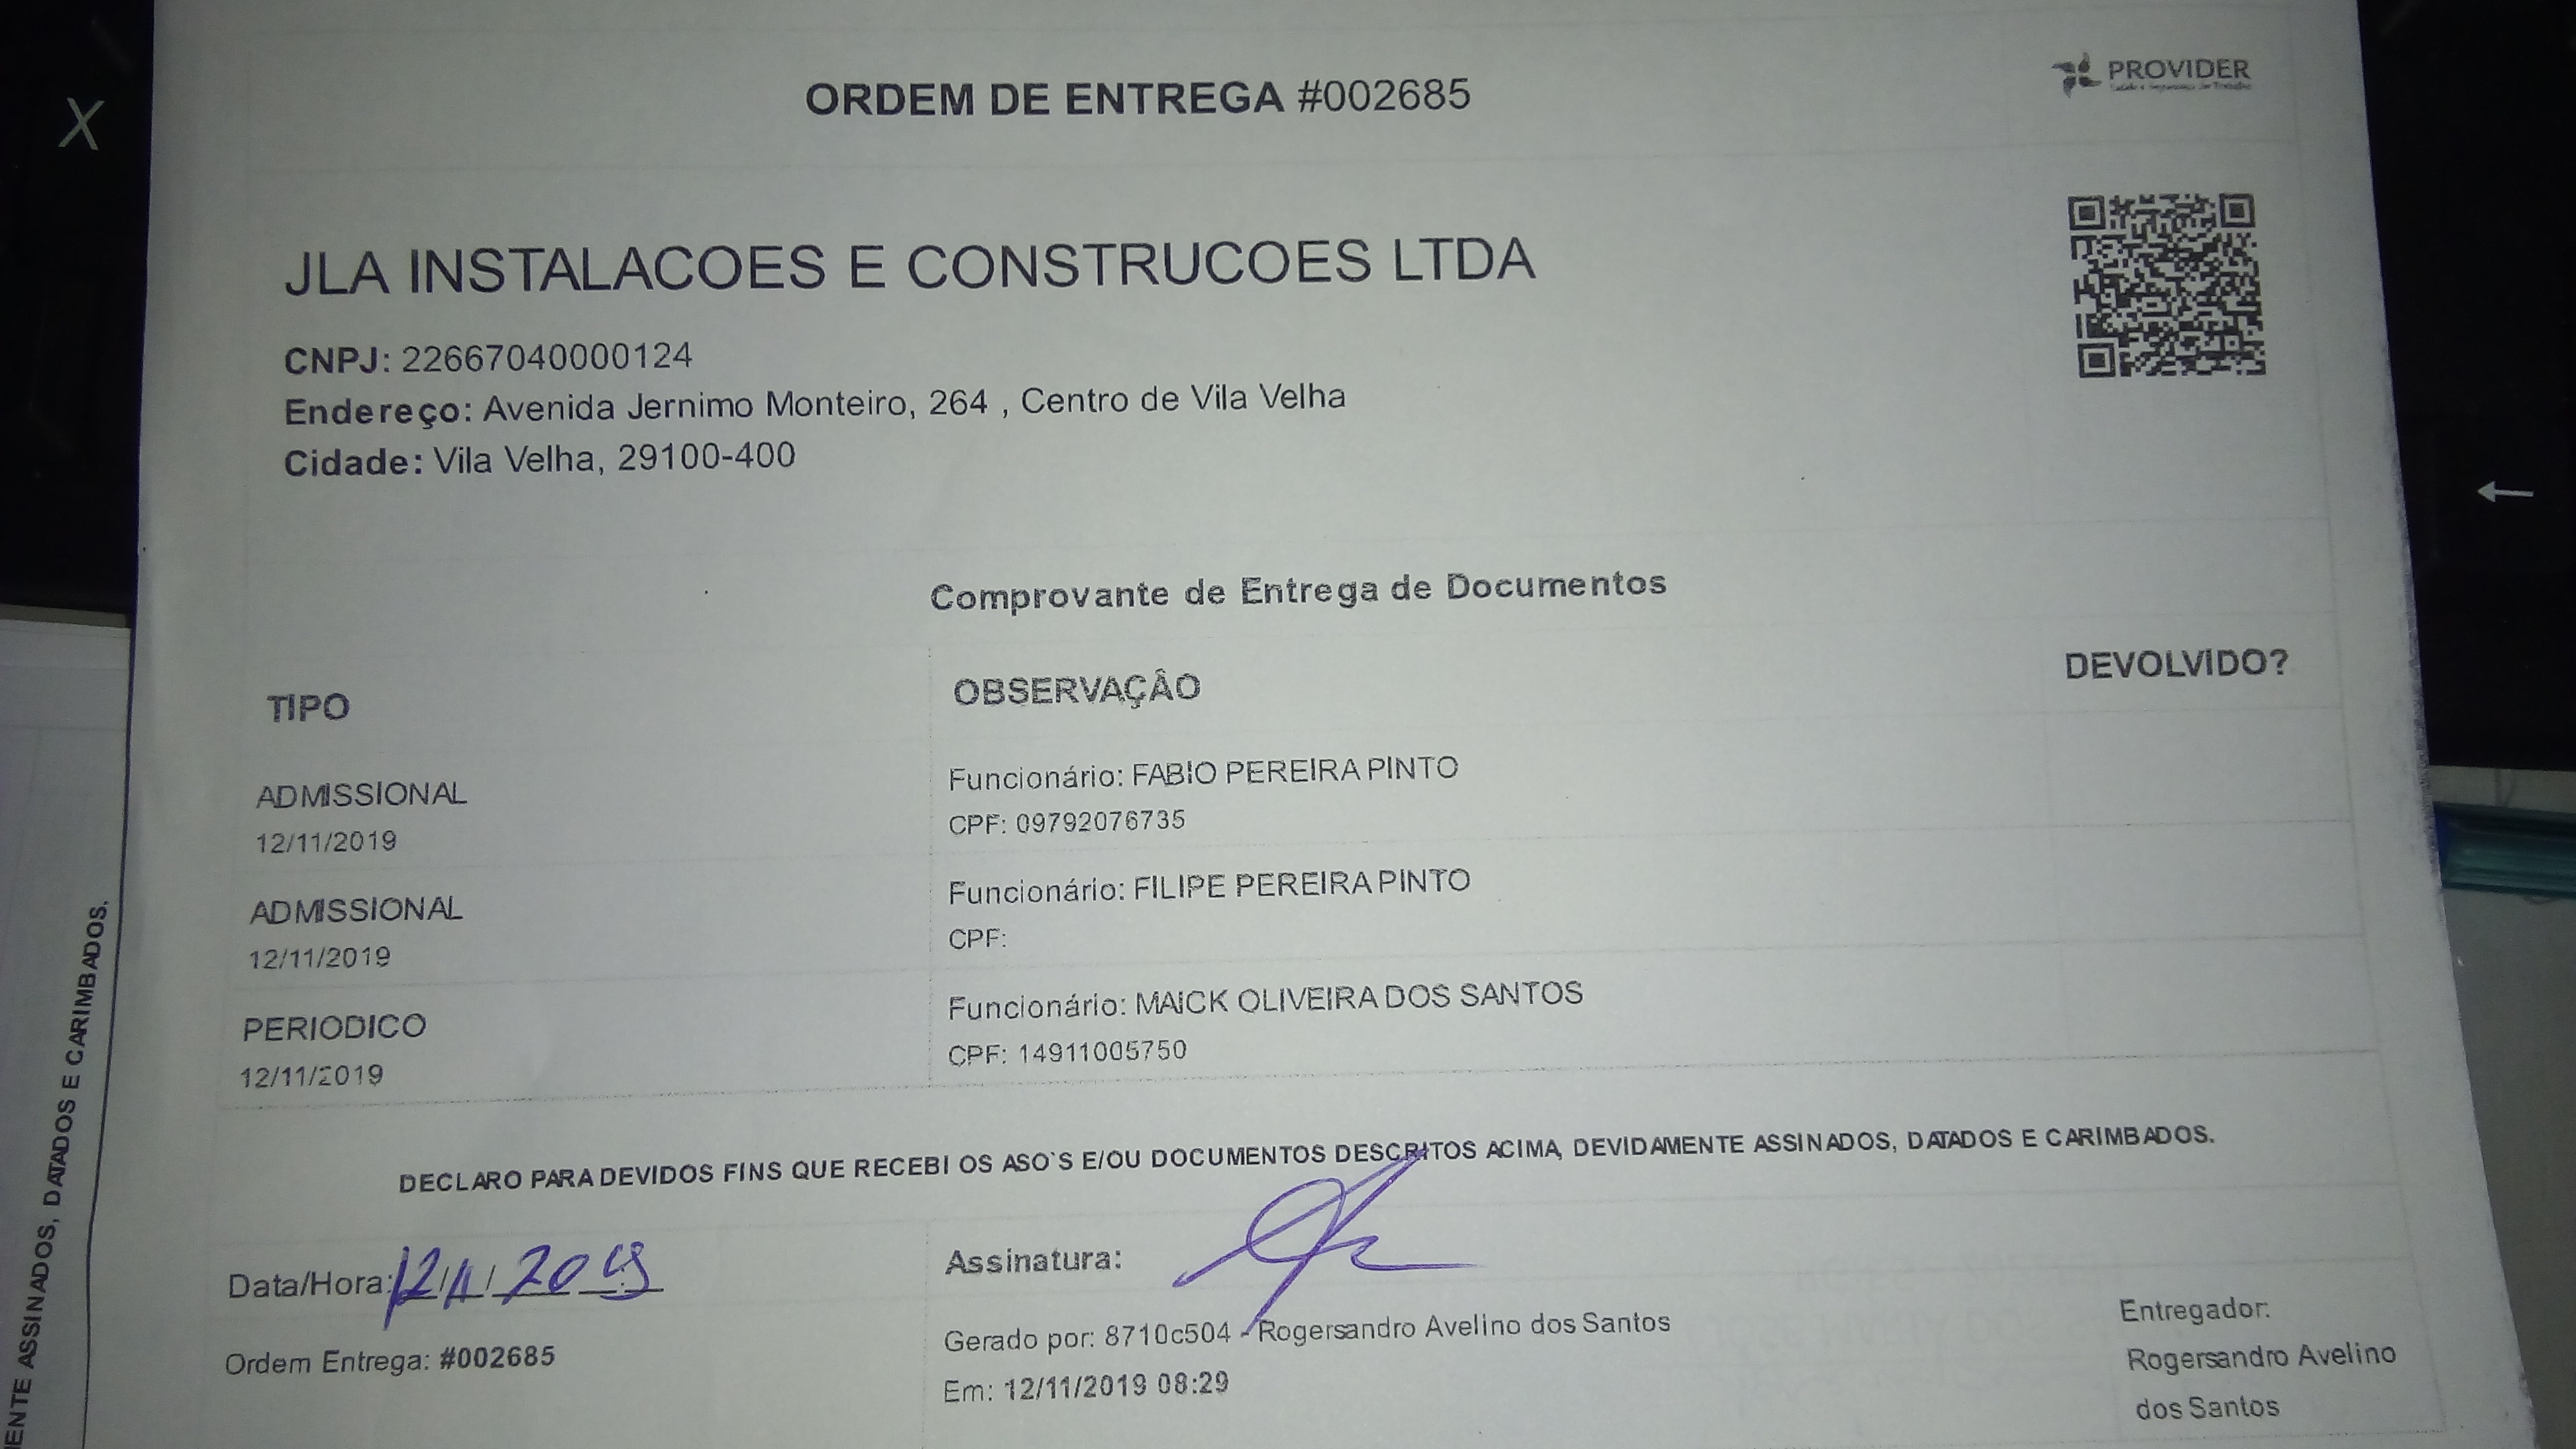 ORDEM DE ENTREGA #002685
PROVIDER
X
JLA INSTALACOES E CONSTRUCOES LTDA
CNPJ: 22667040000124
Endereço: Avenida Jernimo Monteiro, 264 , Centro de Vila Velha
Cidade: Vila Velha, 29100-400
←
Comprovante de Entrega de Documentos
TIPO OBSERVAÇÂO DEVOLVIDO?
ADMISSIONAL Funcionário: FABIO PEREIRA PINTO
12/11/2019 CPF: 09792076735
ADMISSIONAL Funcionário: FILIPE PEREIRA PINTO
12/11/2019 CPF:
PERIODICO Funcionário: MAICK OLIVEIRA DOS SANTOS
12/11/2019 CPF: 14911005750
DECLARO PARA DEVIDOS FINS QUE RECEBI OS ASO`S E/OU DOCUMENTOS DESCRITOS ACIMA, DEVIDAMENTE ASSINADOS, DATADOS E CARIMBADOS.
Data/Hora: 12/11/2019 Assinatura:
Ordem Entrega: #002685
Gerado por: 8710c504 - Rogersandro Avelino dos Santos
Em: 12/11/2019 08:29
Entregador:
Rogersandro Avelino
dos Santos
ENTE ASSINADOS, DATADOS E CARIMBADOS.